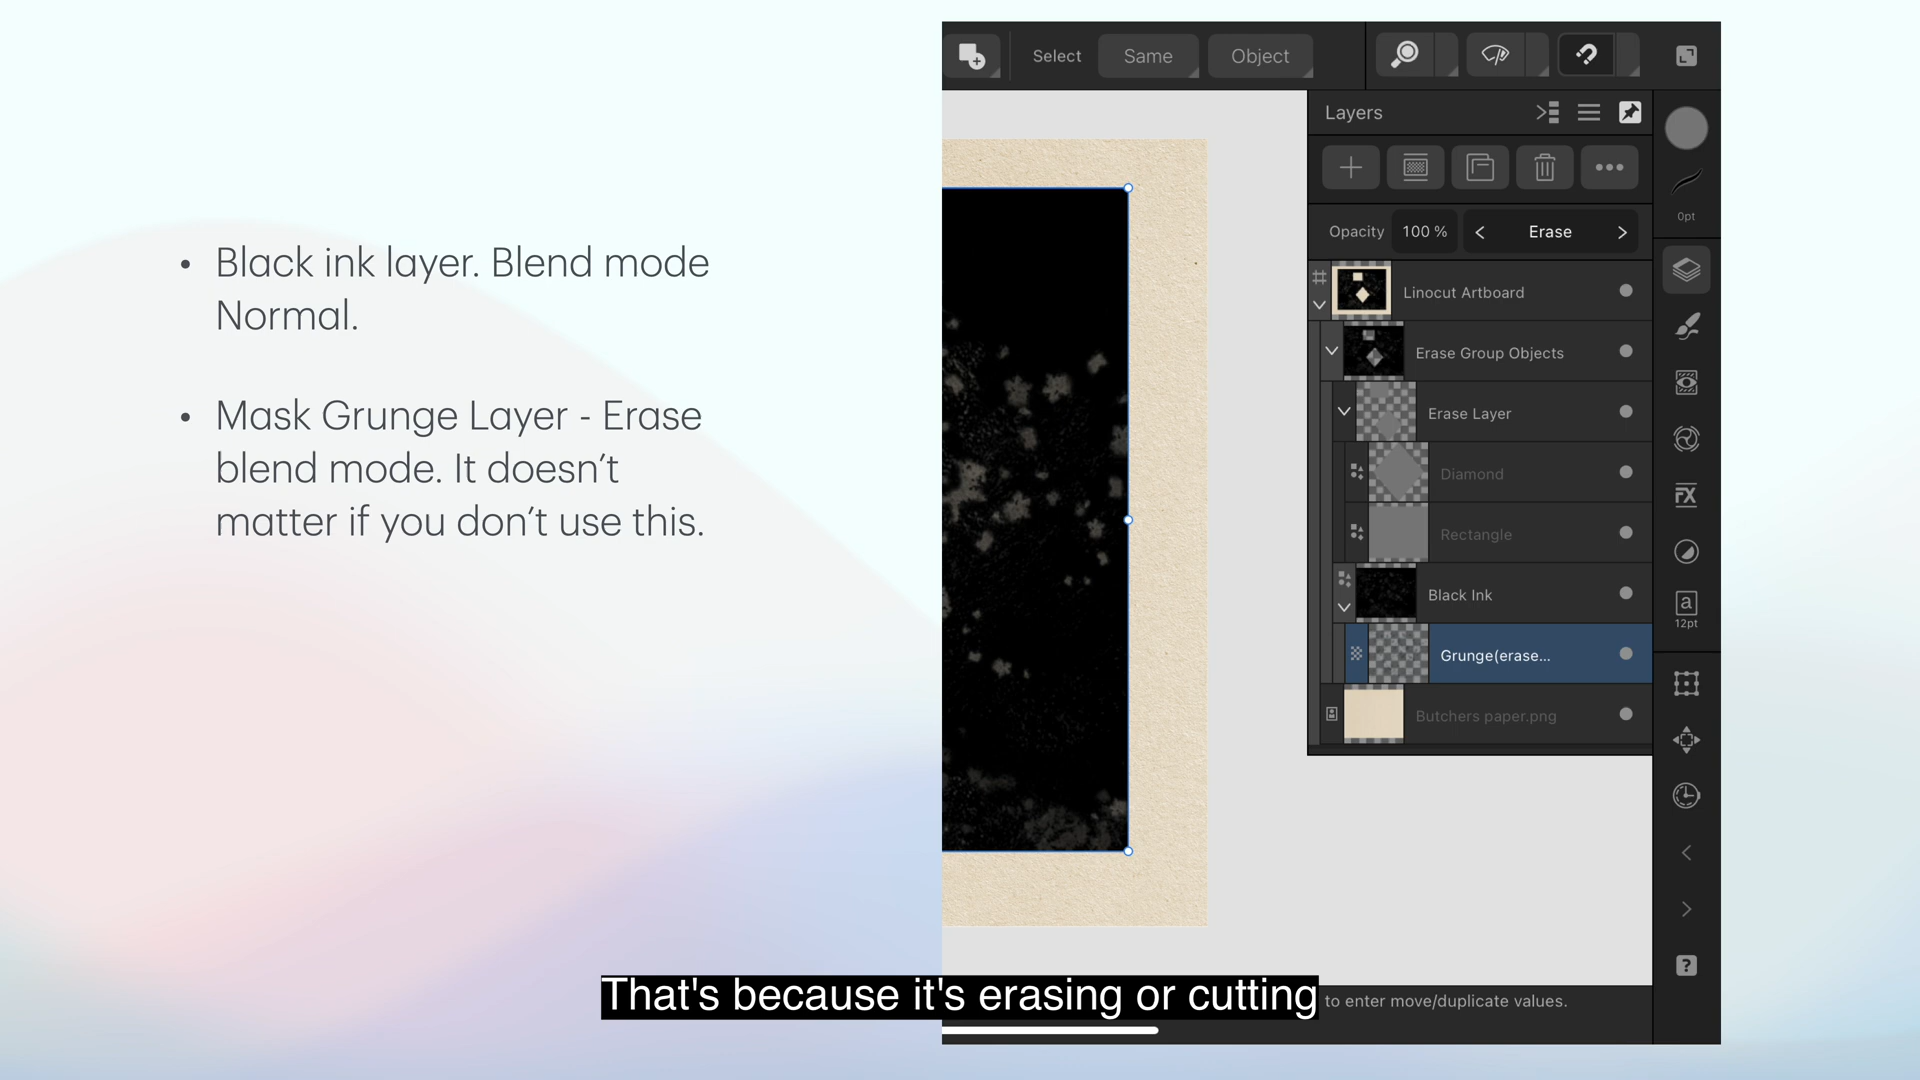 Select
Same
Object
Layers
Opacity
100 %
Erase
0pt
Linocut Artboard
Erase Group Objects
Erase Layer
Diamond
Rectangle
Black Ink
Grunge(erase...
Butchers paper.png
FX
a
12pt
?
• Black ink layer. Blend mode
Normal.
• Mask Grunge Layer - Erase
blend mode. It doesn’t
matter if you don’t use this.
That's because it's erasing or cutting
to enter move/duplicate values.